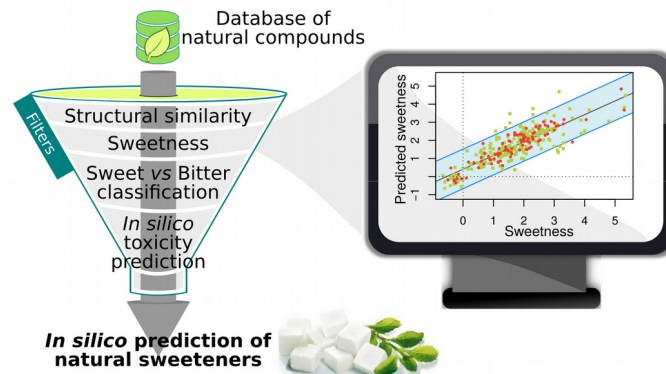 Database of
natural compounds
Filters
Structural similarity
Sweetness
Sweet vs Bitter
classification
In silico
toxicity
prediction
In silico prediction of
natural sweeteners
Predicted sweetness
5
4
3
2
1
−1
0
1
2
3
4
5
Sweetness